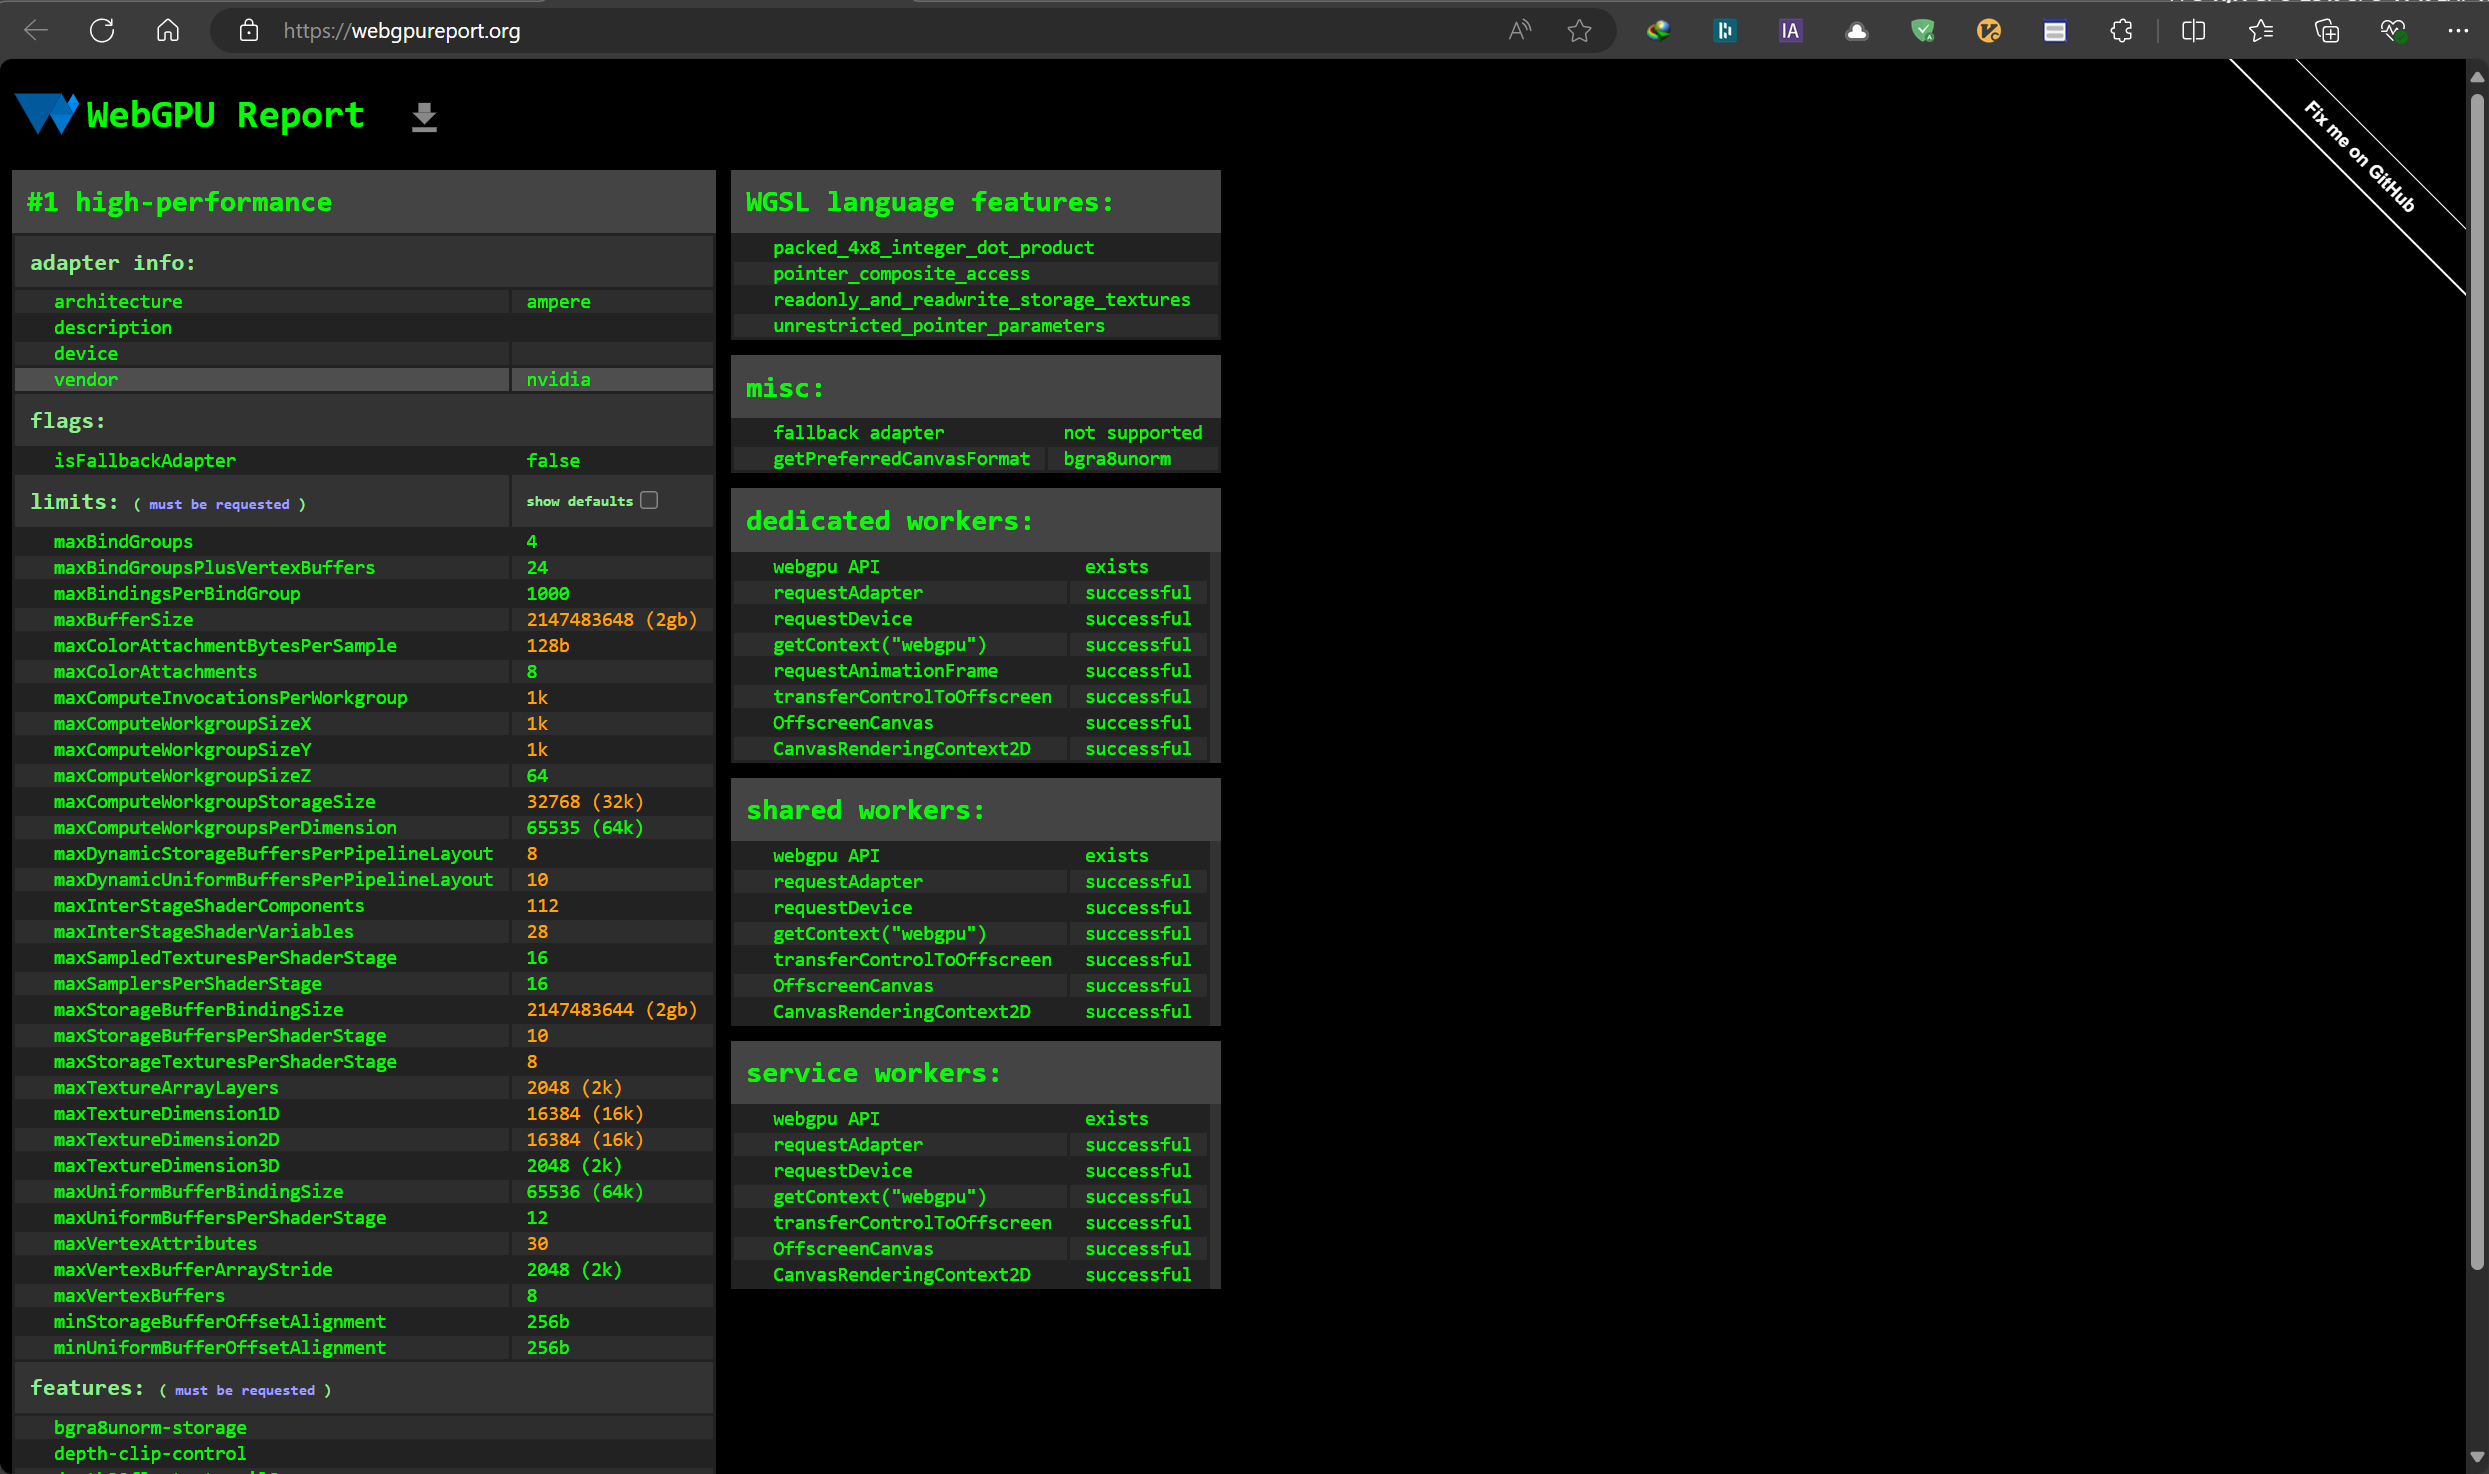 https://webgpureport.org
WebGPU Report
Fix me on GitHub
#1 high-performance
adapter info:
architecture ampere
description
device
vendor nvidia
flags:
isFallbackAdapter false
limits: ( must be requested ) show defaults
maxBindGroups 4
maxBindGroupsPlusVertexBuffers 24
maxBindingsPerBindGroup 1000
maxBufferSize 2147483648 (2gb)
maxColorAttachmentBytesPerSample 128b
maxColorAttachments 8
maxComputeInvocationsPerWorkgroup 1k
maxComputeWorkgroupSizeX 1k
maxComputeWorkgroupSizeY 1k
maxComputeWorkgroupSizeZ 64
maxComputeWorkgroupStorageSize 32768 (32k)
maxComputeWorkgroupsPerDimension 65535 (64k)
maxDynamicStorageBuffersPerPipelineLayout 8
maxDynamicUniformBuffersPerPipelineLayout 10
maxInterStageShaderComponents 112
maxInterStageShaderVariables 28
maxSampledTexturesPerShaderStage 16
maxSamplersPerShaderStage 16
maxStorageBufferBindingSize 2147483644 (2gb)
maxStorageBuffersPerShaderStage 10
maxStorageTexturesPerShaderStage 8
maxTextureArrayLayers 2048 (2k)
maxTextureDimension1D 16384 (16k)
maxTextureDimension2D 16384 (16k)
maxTextureDimension3D 2048 (2k)
maxUniformBufferBindingSize 65536 (64k)
maxUniformBuffersPerShaderStage 12
maxVertexAttributes 30
maxVertexBufferArrayStride 2048 (2k)
maxVertexBuffers 8
minStorageBufferOffsetAlignment 256b
minUniformBufferOffsetAlignment 256b
features: ( must be requested )
bgra8unorm-storage
depth-clip-control
WGSL language features:
packed_4x8_integer_dot_product
pointer_composite_access
readonly_and_readwrite_storage_textures
unrestricted_pointer_parameters
misc:
fallback adapter not supported
getPreferredCanvasFormat bgra8unorm
dedicated workers:
webgpu API exists
requestAdapter successful
requestDevice successful
getContext("webgpu") successful
requestAnimationFrame successful
transferControlToOffscreen successful
OffscreenCanvas successful
CanvasRenderingContext2D successful
shared workers:
webgpu API exists
requestAdapter successful
requestDevice successful
getContext("webgpu") successful
transferControlToOffscreen successful
OffscreenCanvas successful
CanvasRenderingContext2D successful
service workers:
webgpu API exists
requestAdapter successful
requestDevice successful
getContext("webgpu") successful
transferControlToOffscreen successful
OffscreenCanvas successful
CanvasRenderingContext2D successful